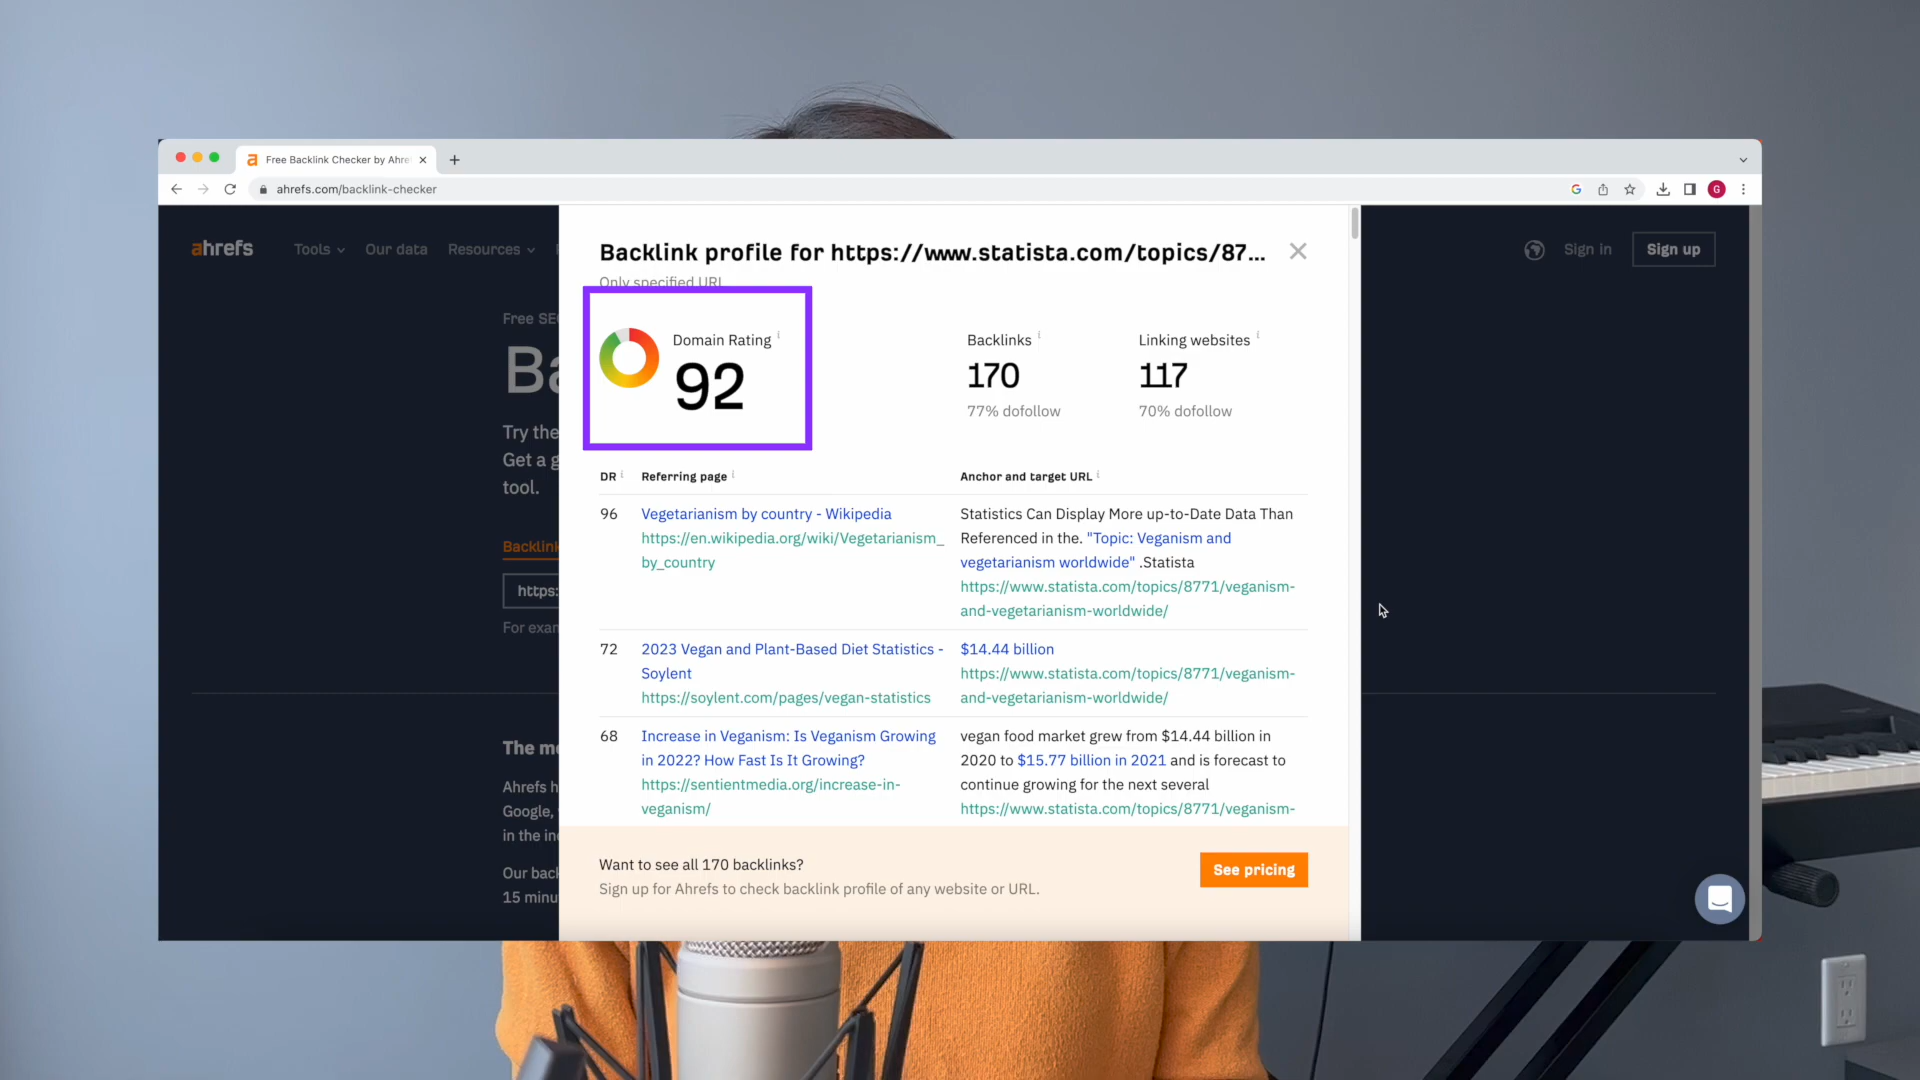 Free Backlink Checker by Ahre
ahrefs.com/backlink-checker
G
G
ahrefs
Tools
Our data
Resources
Sign in
Sign up
Backlink profile for https://www.statista.com/topics/87...
Only specified URL
Free SE
Domain Rating
92
Backlinks
170
77% dofollow
Linking websites
117
70% dofollow
Ba
Try the
Get a g
tool.
Backlink
https:
For exam
DR
Referring page
Anchor and target URL
96
Vegetarianism by country - Wikipedia
https://en.wikipedia.org/wiki/Vegetarianism_
by_country
Statistics Can Display More up-to-Date Data Than
Referenced in the. "Topic: Veganism and
vegetarianism worldwide" .Statista
https://www.statista.com/topics/8771/veganism-
and-vegetarianism-worldwide/
72
2023 Vegan and Plant-Based Diet Statistics -
Soylent
https://soylent.com/pages/vegan-statistics
$14.44 billion
https://www.statista.com/topics/8771/veganism-
and-vegetarianism-worldwide/
68
Increase in Veganism: Is Veganism Growing
in 2022? How Fast Is It Growing?
https://sentientmedia.org/increase-in-
veganism/
vegan food market grew from $14.44 billion in
2020 to $15.77 billion in 2021 and is forecast to
continue growing for the next several
https://www.statista.com/topics/8771/veganism-
The mo
Ahrefs h
Google,
in the in
Our back
15 minu
Want to see all 170 backlinks?
Sign up for Ahrefs to check backlink profile of any website or URL.
See pricing